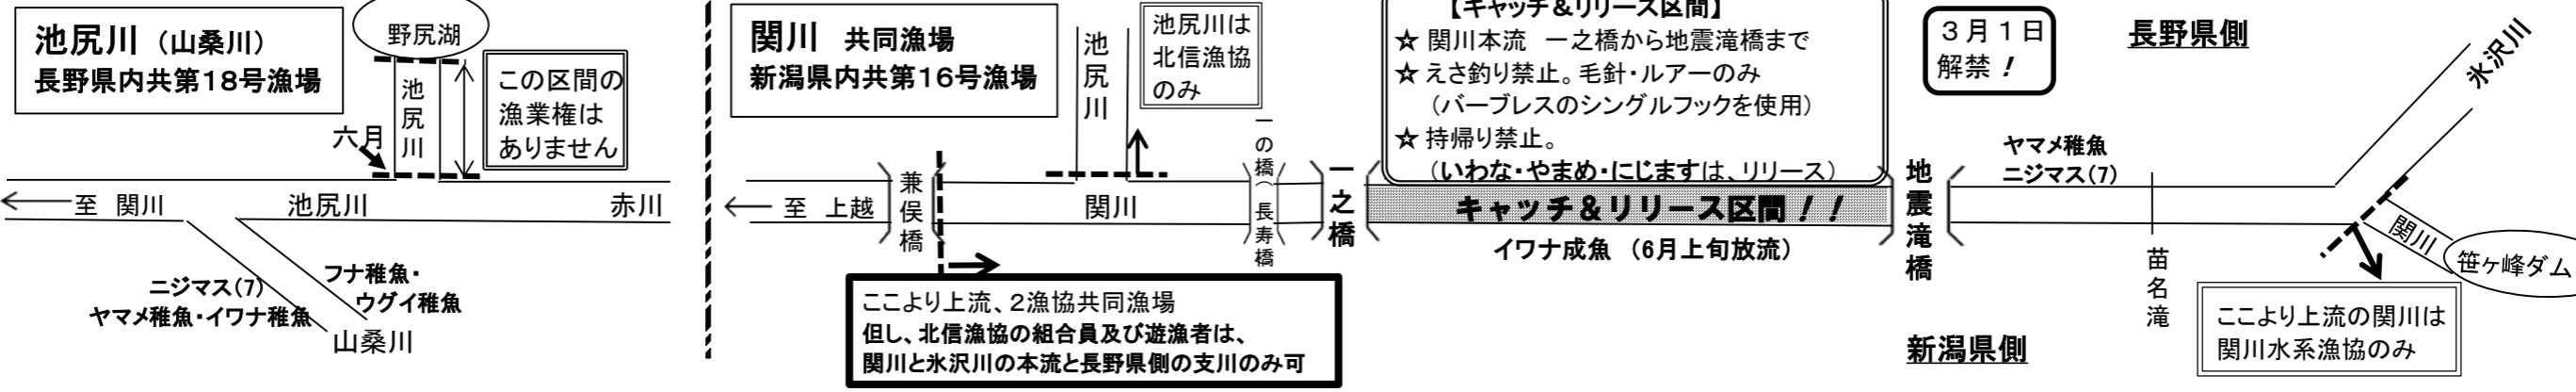 池尻川（山桑川）
長野県内共第１８号漁場
野尻湖
池尻川
この区間の
漁業権は
ありません
六月
至 関川
池尻川
赤川
ニジマス(7)
ヤマメ稚魚・イワナ稚魚
フナ稚魚・
ウグイ稚魚
山桑川
関川 共同漁場
新潟県内共第１６号漁場
池尻川
池尻川は
北信漁協
のみ
至 上越
兼俣橋
関川
一の橋（長寿橋
一之橋
ここより上流、２漁協共同漁場
但し、北信漁協の組合員及び遊漁者は、
関川と氷沢川の本流と長野県側の支川のみ可
【キャッチ＆リリース区間】
☆ 関川本流 一之橋から地震滝橋まで
☆ えさ釣り禁止。毛針・ルアーのみ
（バーブレスのシングルフックを使用）
☆ 持帰り禁止。
（いわな・やまめ・にじますは、リリース）
キャッチ＆リリース区間！！
イワナ成魚 （6月上旬放流）
地震滝橋
３月１日
解禁！
長野県側
氷沢川
ヤマメ稚魚
ニジマス(7)
苗名滝
関川
笹ヶ峰ダム
ここより上流の関川は
関川水系漁協のみ
新潟県側